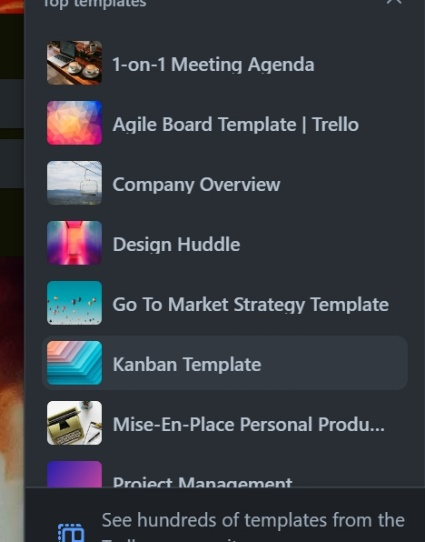 Top templates
1-on-1 Meeting Agenda
Agile Board Template | Trello
Company Overview
Design Huddle
Go To Market Strategy Template
Kanban Template
Mise-En-Place Personal Produ...
Project Management
See hundreds of templates from the